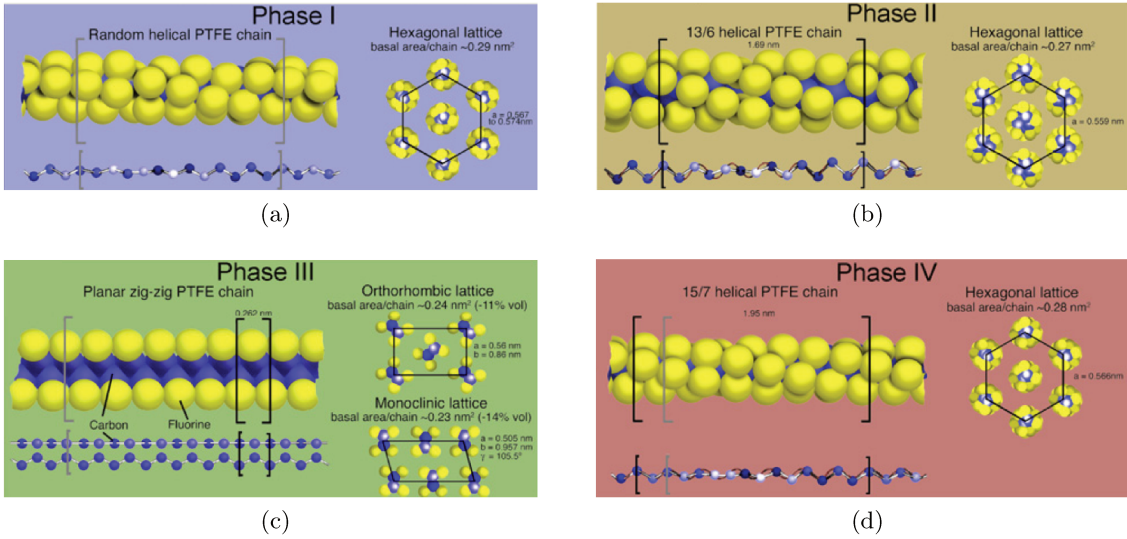 Phase I
Random helical PTFE chain
Hexagonal lattice
basal area/chain ~0.29 nm²
a = 0.567
to 0.574nm
(a)
Phase II
13/6 helical PTFE chain
1.69 nm
Hexagonal lattice
basal area/chain ~0.27 nm²
a = 0.559 nm
(b)
Phase III
Planar zig-zig PTFE chain
0.262 nm
Carbon
Fluorine
Orthorhombic lattice
basal area/chain ~0.24 nm² (-11% vol)
a = 0.56 nm
b = 0.86 nm
Monoclinic lattice
basal area/chain ~0.23 nm² (-14% vol)
a = 0.505 nm
b = 0.957 nm
γ = 105.5°
(c)
Phase IV
15/7 helical PTFE chain
1.95 nm
Hexagonal lattice
basal area/chain ~0.28 nm²
a = 0.566nm
(d)